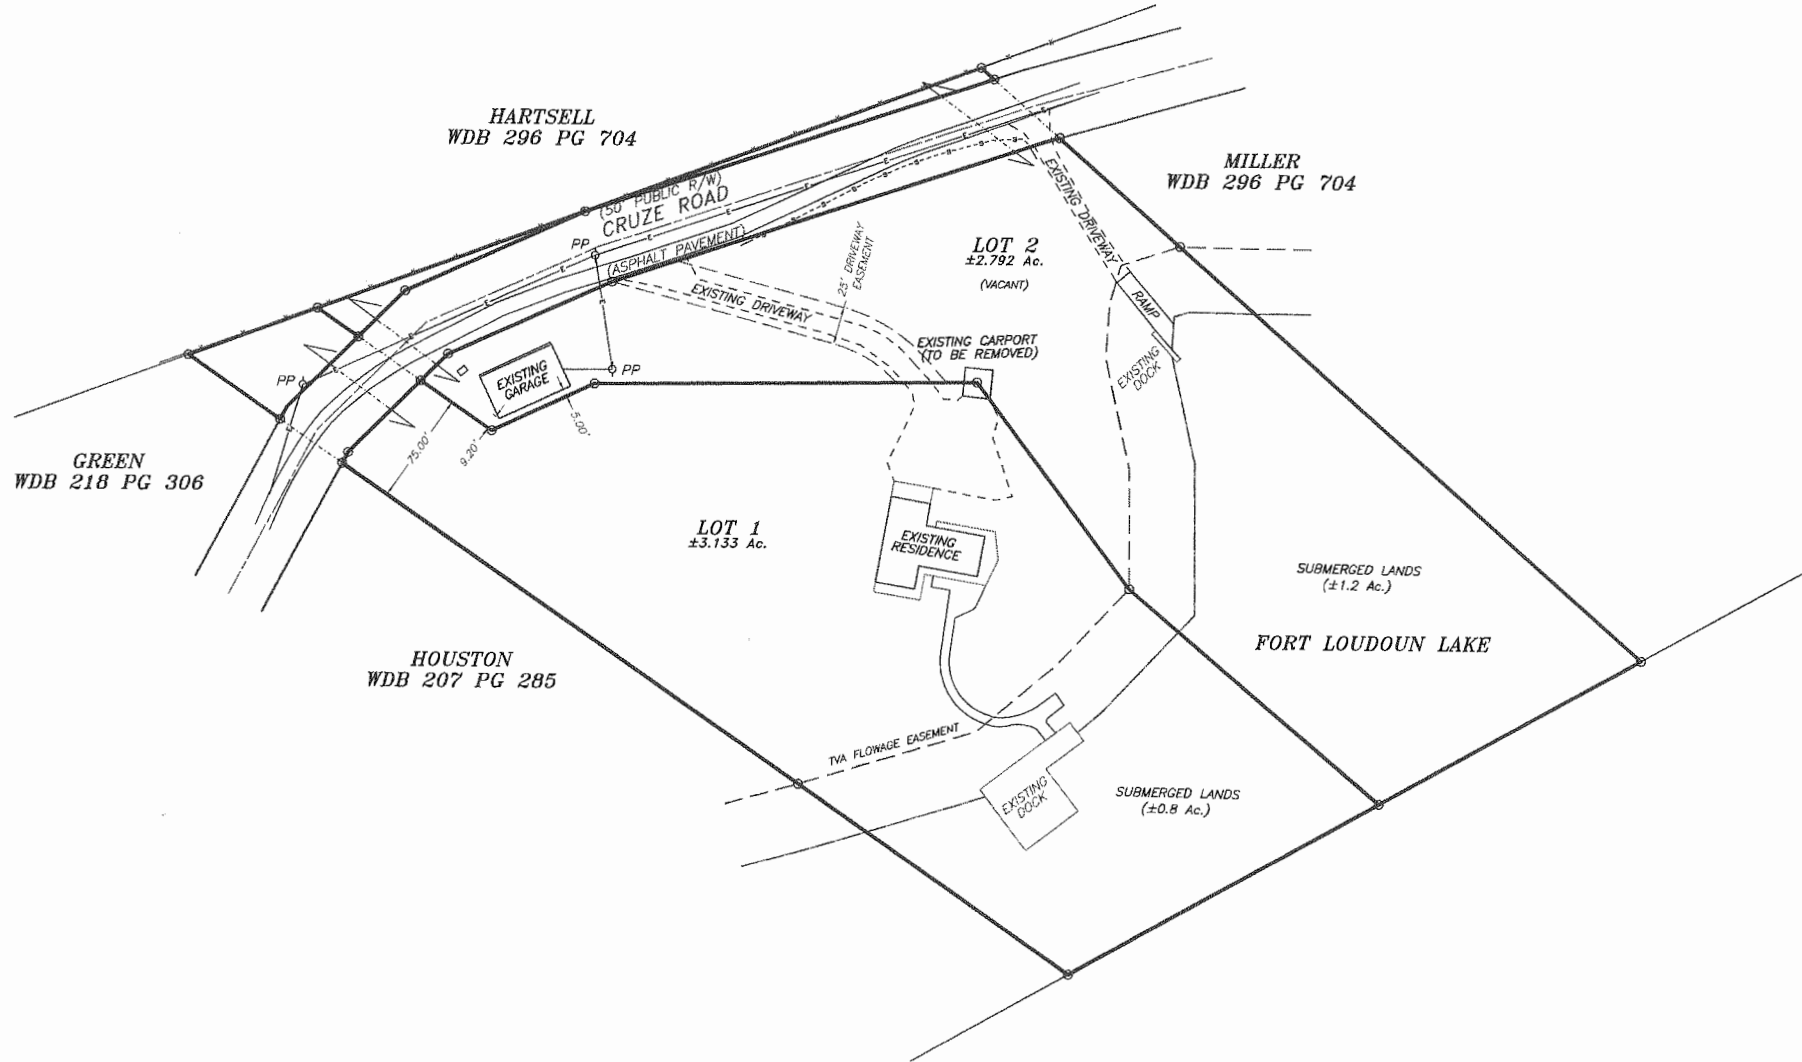 HARTSELL
WDB 296 PG 704
MILLER
WDB 296 PG 704
(50' PUBLIC R/W)
CRUZE ROAD
(ASPHALT PAVEMENT)
PP
EXISTING DRIVEWAY
LOT 2
±2.792 Ac.
(VACANT)
25' DRIVEWAY
EASEMENT
EXISTING DRIVEWAY
RAMP
EXISTING
DOCK
EXISTING CARPORT
(TO BE REMOVED)
PP
EXISTING
GARAGE
PP
75.00'
9.20'
5.00'
GREEN
WDB 218 PG 306
LOT 1
±3.133 Ac.
EXISTING
RESIDENCE
SUBMERGED LANDS
(±1.2 Ac.)
FORT LOUDOUN LAKE
HOUSTON
WDB 207 PG 285
TVA FLOWAGE EASEMENT
EXISTING
DOCK
SUBMERGED LANDS
(±0.8 Ac.)